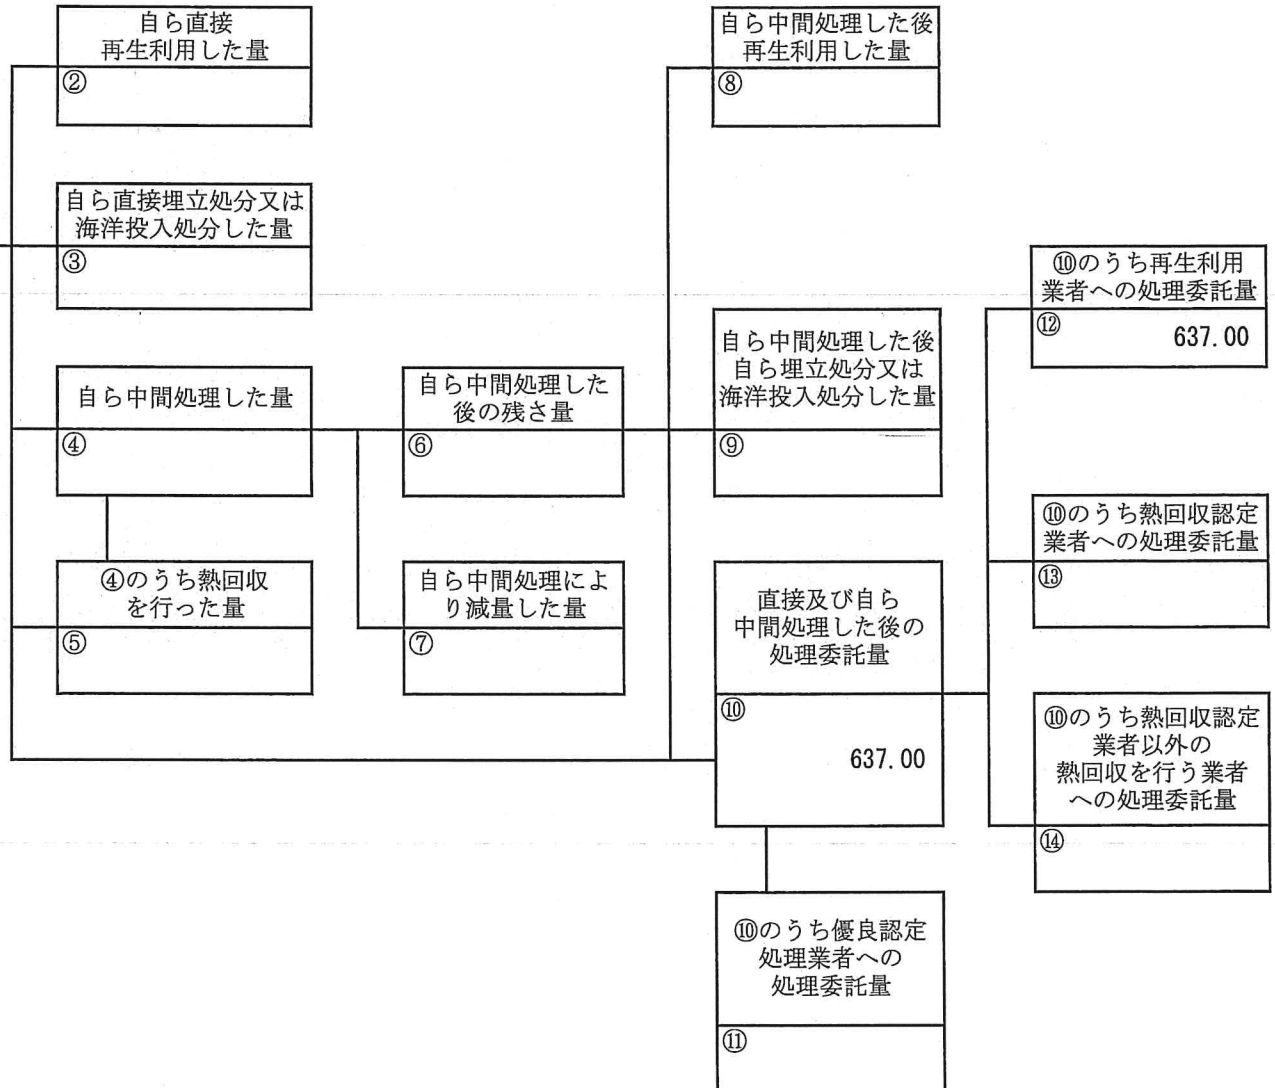 自ら直接
再生利用した量
②
自ら中間処理した後
再生利用した量
⑧
自ら直接埋立処分又は
海洋投入処分した量
③
⑩のうち再生利用
業者への処理委託量
⑫
637.00
自ら中間処理した量
④
自ら中間処理した
後の残さ量
⑥
自ら中間処理した後
自ら埋立処分又は
海洋投入処分した量
⑨
⑩のうち熱回収認定
業者への処理委託量
⑬
④のうち熱回収
を行った量
⑤
自ら中間処理によ
り減量した量
⑦
直接及び自ら
中間処理した後の
処理委託量
⑩
637.00
⑩のうち熱回収認定
業者以外の
熱回収を行う業者
への処理委託量
⑭
⑩のうち優良認定
処理業者への
処理委託量
⑪